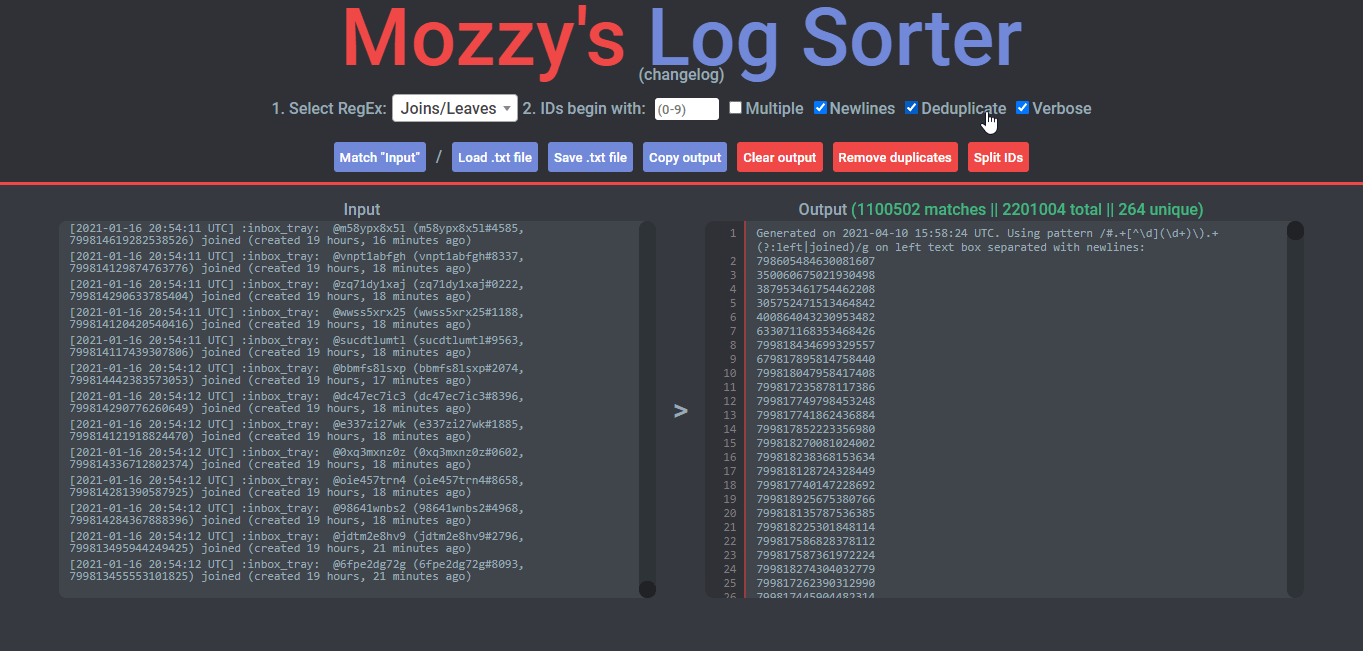 Mozzy's Log Sorter
(changelog)
1. Select RegEx: Joins/Leaves 2. IDs begin with: (0-9) Multiple Newlines Deduplicate Verbose
Match "Input" / Load .txt file Save .txt file Copy output Clear output Remove duplicates Split IDs
Input
[2021-01-16 20:54:11 UTC] :inbox_tray: @m58ypx8x5l (m58ypx8x5l#4585,
799814619282538526) joined (created 19 hours, 16 minutes ago)
[2021-01-16 20:54:11 UTC] :inbox_tray: @vnpt1abfgh (vnpt1abfgh#8337,
799814129874763776) joined (created 19 hours, 18 minutes ago)
[2021-01-16 20:54:11 UTC] :inbox_tray: @zq71dy1xaj (zq71dy1xaj#0222,
799814290633785404) joined (created 19 hours, 18 minutes ago)
[2021-01-16 20:54:11 UTC] :inbox_tray: @wwss5xrx25 (wwss5xrx25#1188,
799814120420540416) joined (created 19 hours, 18 minutes ago)
[2021-01-16 20:54:11 UTC] :inbox_tray: @sucdtlumtl (sucdtlumtl#9563,
799814117439307806) joined (created 19 hours, 18 minutes ago)
[2021-01-16 20:54:12 UTC] :inbox_tray: @bbmfs8lsxp (bbmfs8lsxp#2074,
799814442383573053) joined (created 19 hours, 17 minutes ago)
[2021-01-16 20:54:12 UTC] :inbox_tray: @dc47ec7ic3 (dc47ec7ic3#8396,
799814290776260649) joined (created 19 hours, 18 minutes ago)
[2021-01-16 20:54:12 UTC] :inbox_tray: @e337zi27wk (e337zi27wk#1885,
799814121918824470) joined (created 19 hours, 18 minutes ago)
[2021-01-16 20:54:12 UTC] :inbox_tray: @0xq3mxnz0z (0xq3mxnz0z#0602,
799814336712802374) joined (created 19 hours, 18 minutes ago)
[2021-01-16 20:54:12 UTC] :inbox_tray: @oie457trn4 (oie457trn4#8658,
799814281390587925) joined (created 19 hours, 18 minutes ago)
[2021-01-16 20:54:12 UTC] :inbox_tray: @98641wnbs2 (98641wnbs2#4968,
799814284367888396) joined (created 19 hours, 18 minutes ago)
[2021-01-16 20:54:12 UTC] :inbox_tray: @jdtm2e8hv9 (jdtm2e8hv9#2796,
799813495944249425) joined (created 19 hours, 21 minutes ago)
[2021-01-16 20:54:12 UTC] :inbox_tray: @6fpe2dg72g (6fpe2dg72g#8093,
799813455553101825) joined (created 19 hours, 21 minutes ago)
>
Output (1100502 matches || 2201004 total || 264 unique)
1 Generated on 2021-04-10 15:58:24 UTC. Using pattern /#.+[^\d](\d+)\).+
(?:left|joined)/g on left text box separated with newlines:
2 798605484630081607
3 350060675021930498
4 387953461754462208
5 305752471513464842
6 400864043230953482
7 633071168353468426
8 799818434699329557
9 679817895814758440
10 799818047958417408
11 799817235878117386
12 799817749798453248
13 799817741862436884
14 799817852223356980
15 799818270081024002
16 799818238368153634
17 799818128724328449
18 799817740147228692
19 799818925675380766
20 799818135787536385
21 799818225301848114
22 799817586828378112
23 799817587361972224
24 799818274304032779
25 799817262390312990
26 799817445904482314